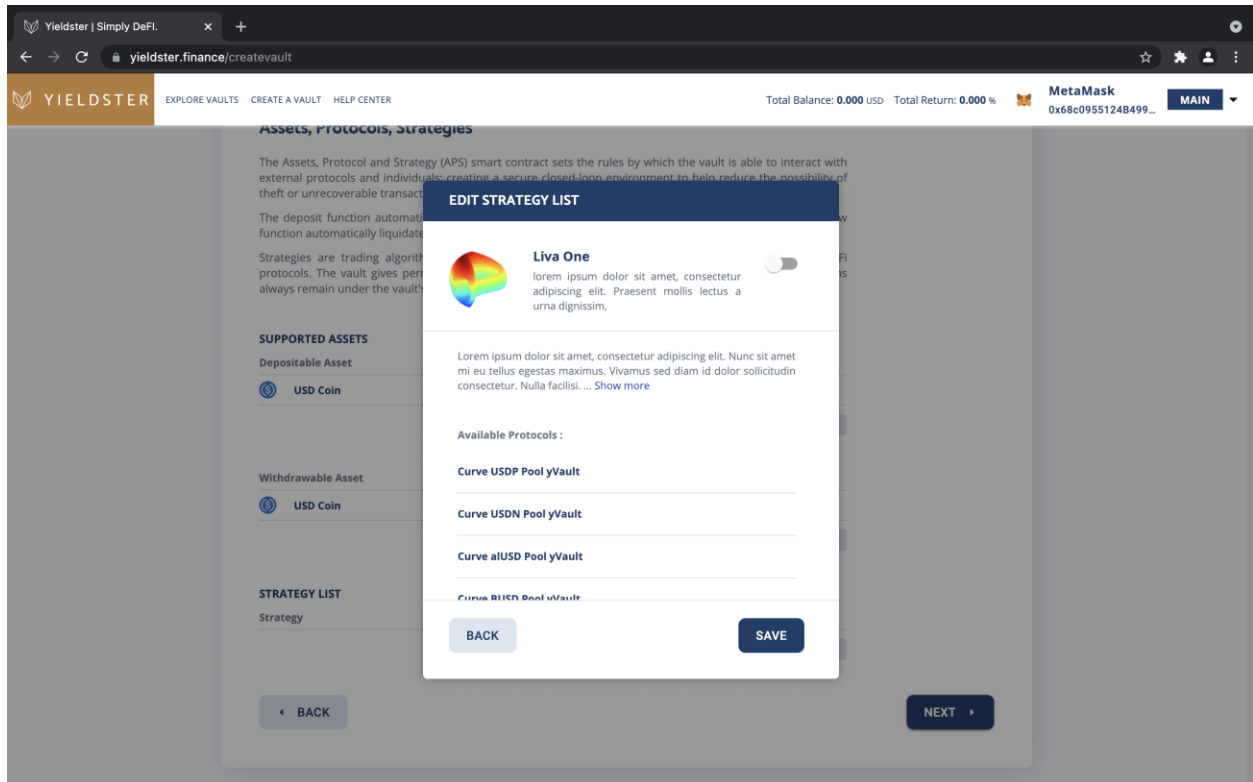 Yieldster | Simply DeFI.
yieldster.finance/createvault
YIELDSTER EXPLORE VAULTS CREATE A VAULT HELP CENTER Total Balance: 0.000 USD Total Return: 0.000 % MetaMask MAIN
0x68c0955124B499...
Assets, Protocols, Strategies
The Assets, Protocol and Strategy (APS) smart contract sets the rules by which the vault is able to interact with
external protocols and individuals; creating a secure closed-loop environment to help reduce the possibility of
theft or unrecoverable transact
The deposit function automati
function automatically liquidate
Strategies are trading algorit
protocols. The vault gives per
always remain under the vault's
SUPPORTED ASSETS
Depositable Asset
USD Coin
Withdrawable Asset
USD Coin
STRATEGY LIST
Strategy
BACK
NEXT
EDIT STRATEGY LIST
Liva One
lorem ipsum dolor sit amet, consectetur
adipiscing elit. Praesent mollis lectus a
urna dignissim,
Lorem ipsum dolor sit amet, consectetur adipiscing elit. Nunc sit amet
mi eu tellus egestas maximus. Vivamus sed diam id dolor sollicitudin
consectetur. Nulla facilisi. ... Show more
Available Protocols :
Curve USDP Pool yVault
Curve USDN Pool yVault
Curve alUSD Pool yVault
Curve BUSD Pool yVault
BACK
SAVE